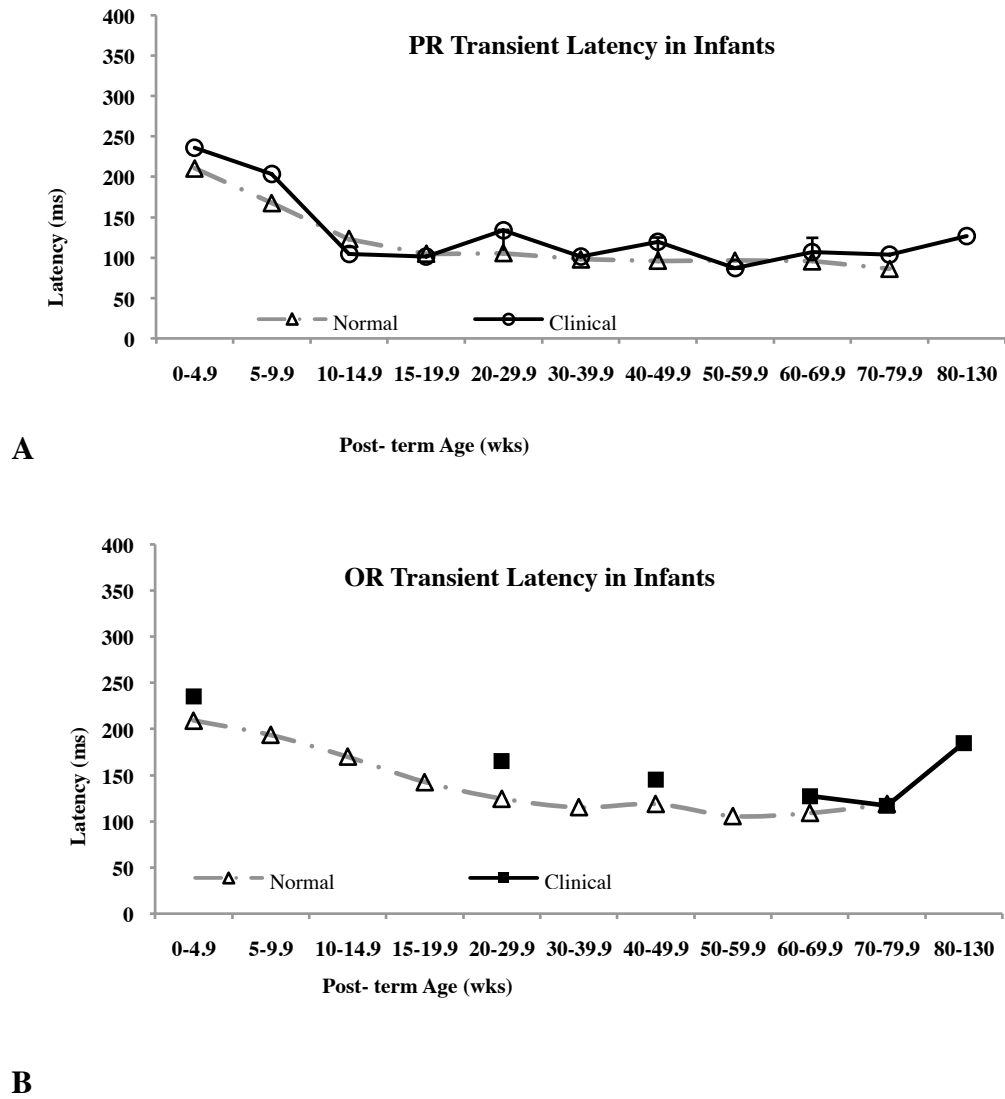 PR Transient Latency in Infants
400
350
300
250
200
150
100
50
0
Latency (ms)
Normal
Clinical
0-4.9 5-9.9 10-14.9 15-19.9 20-29.9 30-39.9 40-49.9 50-59.9 60-69.9 70-79.9 80-130
Post- term Age (wks)
A
OR Transient Latency in Infants
400
350
300
250
200
150
100
50
0
Latency (ms)
Normal
Clinical
0-4.9 5-9.9 10-14.9 15-19.9 20-29.9 30-39.9 40-49.9 50-59.9 60-69.9 70-79.9 80-130
Post- term Age (wks)
B